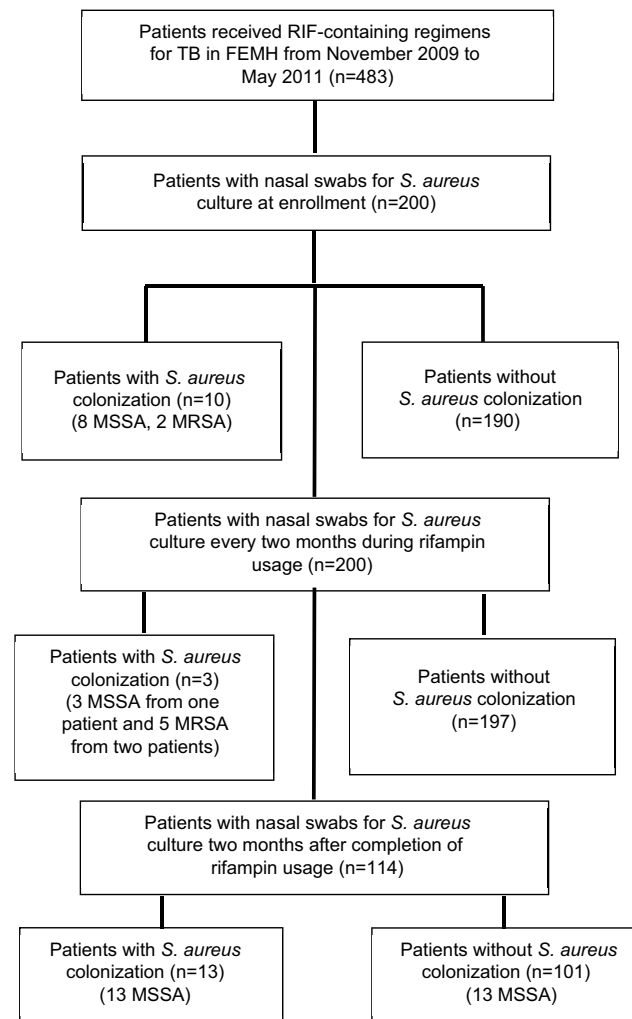 Patients received RIF-containing regimens
for TB in FEMH from November 2009 to
May 2011 (n=483)
Patients with nasal swabs for S. aureus
culture at enrollment (n=200)
Patients with S. aureus
colonization (n=10)
(8 MSSA, 2 MRSA)
Patients without
S. aureus colonization
(n=190)
Patients with nasal swabs for S. aureus
culture every two months during rifampin
usage (n=200)
Patients with S. aureus
colonization (n=3)
(3 MSSA from one
patient and 5 MRSA
from two patients)
Patients without
S. aureus colonization
(n=197)
Patients with nasal swabs for S. aureus
culture two months after completion of
rifampin usage (n=114)
Patients with S. aureus
colonization (n=13)
(13 MSSA)
Patients without S. aureus
colonization (n=101)
(13 MSSA)